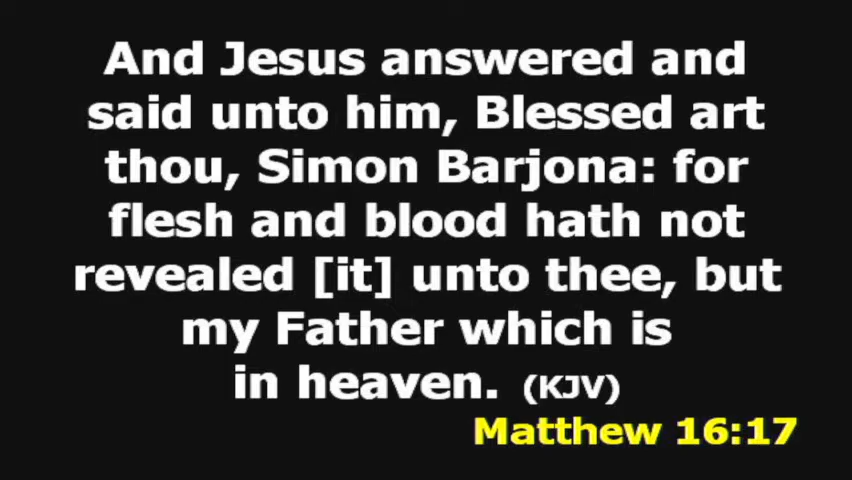 And Jesus answered and
said unto him, Blessed art
thou, Simon Barjona: for
flesh and blood hath not
revealed [it] unto thee, but
my Father which is
in heaven. (KJV)
Matthew 16:17